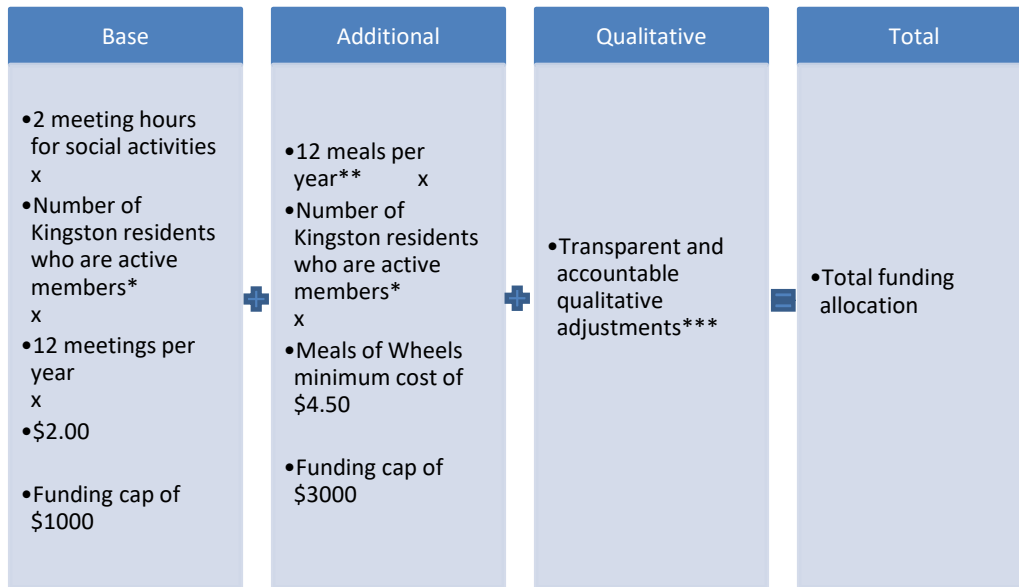 Base
•2 meeting hours
for social activities
x
•Number of
Kingston residents
who are active
members*
x
•12 meetings per
year
x
•$2.00
•Funding cap of
$1000
Additional
•12 meals per
year** x
•Number of
Kingston residents
who are active
members*
x
•Meals of Wheels
minimum cost of
$4.50
•Funding cap of
$3000
Qualitative
•Transparent and
accountable
qualitative
adjustments***
Total
•Total funding
allocation